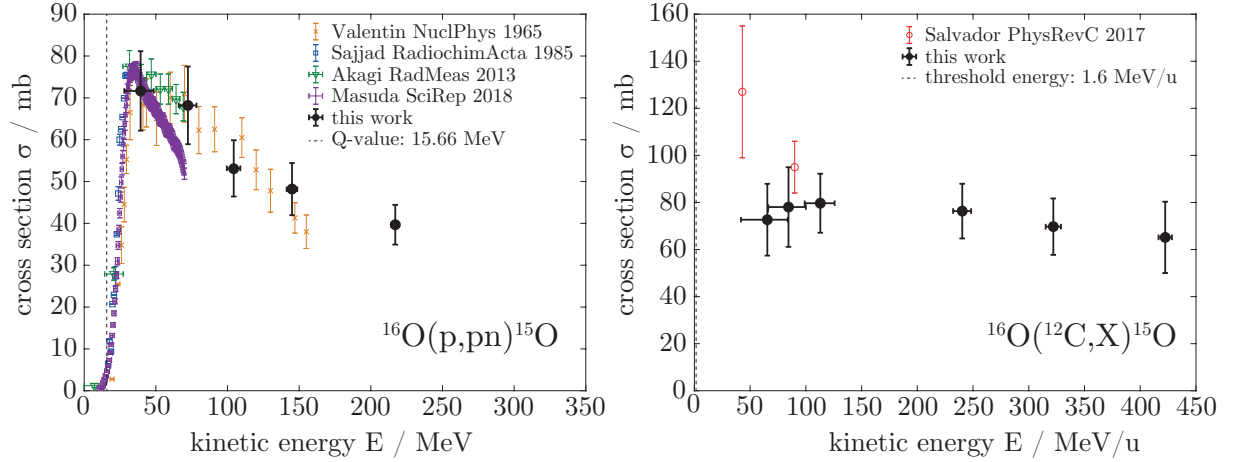 90
80
70
60
50
40
30
20
10
0
cross section σ / mb
Valentin NuclPhys 1965
Sajjad RadiochimActa 1985
Akagi RadMeas 2013
Masuda SciRep 2018
this work
Q-value: 15.66 MeV
¹⁶O(p,pn)¹⁵O
0 50 100 150 200 250 300 350
kinetic energy E / MeV
160
140
120
100
80
60
40
20
0
cross section σ / mb
Salvador PhysRevC 2017
this work
threshold energy: 1.6 MeV/u
¹⁶O(¹²C,X)¹⁵O
0 50 100 150 200 250 300 350 400 450
kinetic energy E / MeV/u